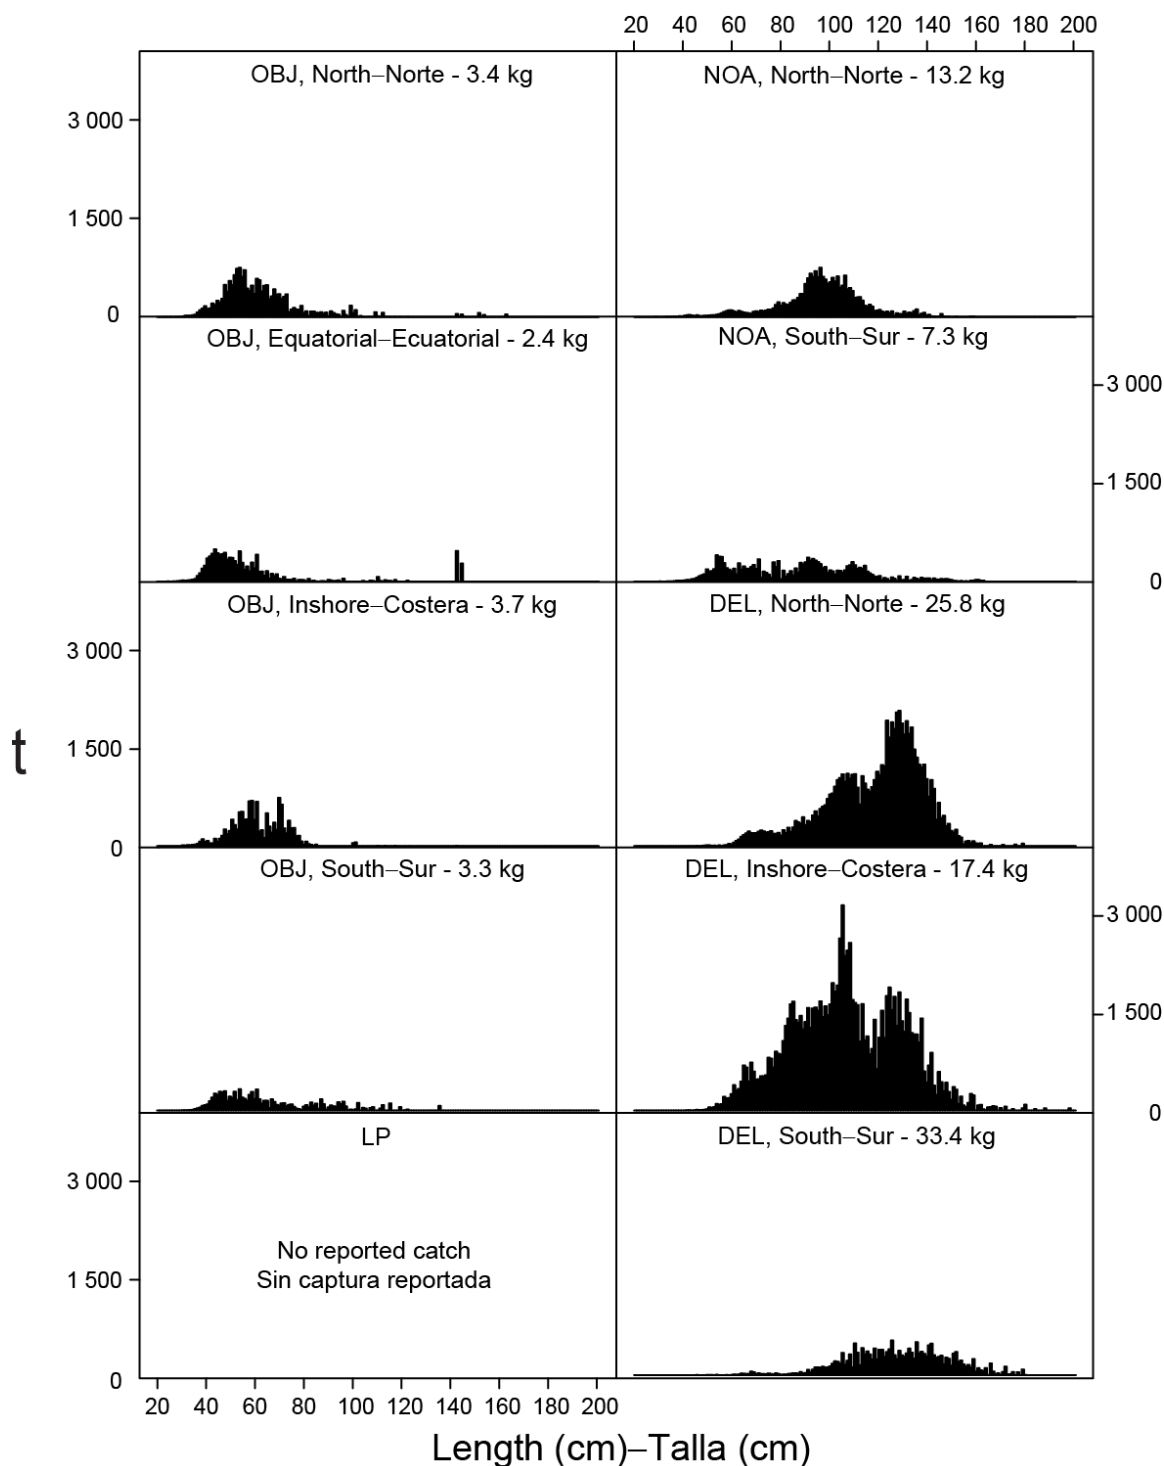 20 40 60 80 100 120 140 160 180 200
OBJ, North–Norte - 3.4 kg
NOA, North–Norte - 13.2 kg
3 000
1 500
0
OBJ, Equatorial–Ecuatorial - 2.4 kg
NOA, South–Sur - 7.3 kg
3 000
1 500
0
OBJ, Inshore–Costera - 3.7 kg
DEL, North–Norte - 25.8 kg
3 000
t
1 500
0
OBJ, South–Sur - 3.3 kg
DEL, Inshore–Costera - 17.4 kg
3 000
1 500
0
LP
DEL, South–Sur - 33.4 kg
3 000
No reported catch
Sin captura reportada
1 500
0
20 40 60 80 100 120 140 160 180 200
Length (cm)–Talla (cm)